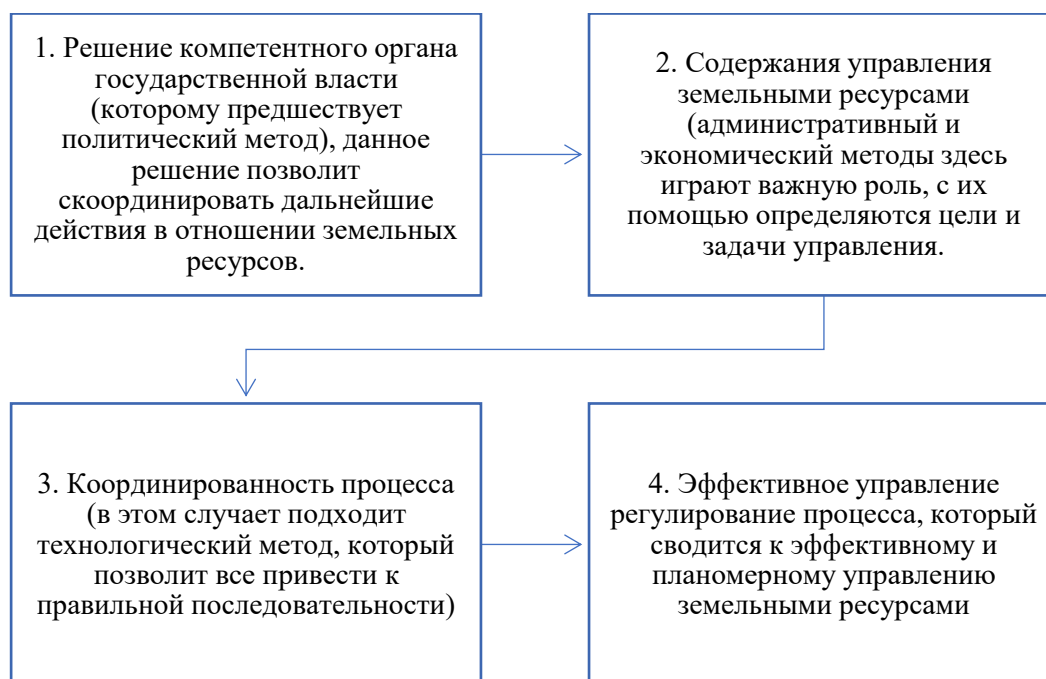 1. Решение компетентного органа
государственной власти
(которому предшествует
политический метод), данное
решение позволит
скоординировать дальнейшие
действия в отношении земельных
ресурсов.
2. Содержания управления
земельными ресурсами
(административный и
экономический методы здесь
играют важную роль, с их
помощью определяются цели и
задачи управления.
3. Координированность процесса
(в этом случает подходит
технологический метод, который
позволит все привести к
правильной последовательности)
4. Эффективное управление
регулирование процесса, который
сводится к эффективному и
планомерному управлению
земельными ресурсами